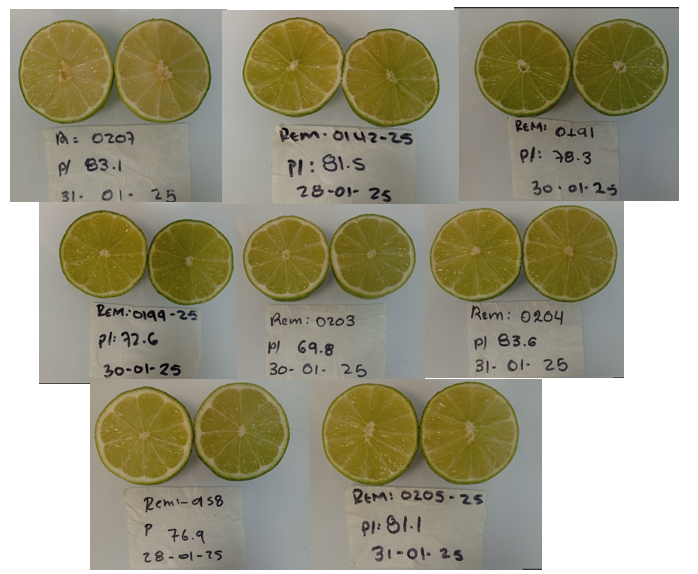 R: 0207
p/ 83.1
31- 01- 25
Rem. 0142-25
p/: 81.5
28-01- 25
Rem: 0191
p/: 78.3
30-01-25
Rem: 0199-25
p/: 72.6
30-01-25
Rem: 0203
p/ 69.8
30- 01- 25
Rem: 0204
p/ 83.6
31- 01- 25
Rem:-0158
P 76.9
28-01-25
Rem: 0205-25
p/: 81.1
31-01-25